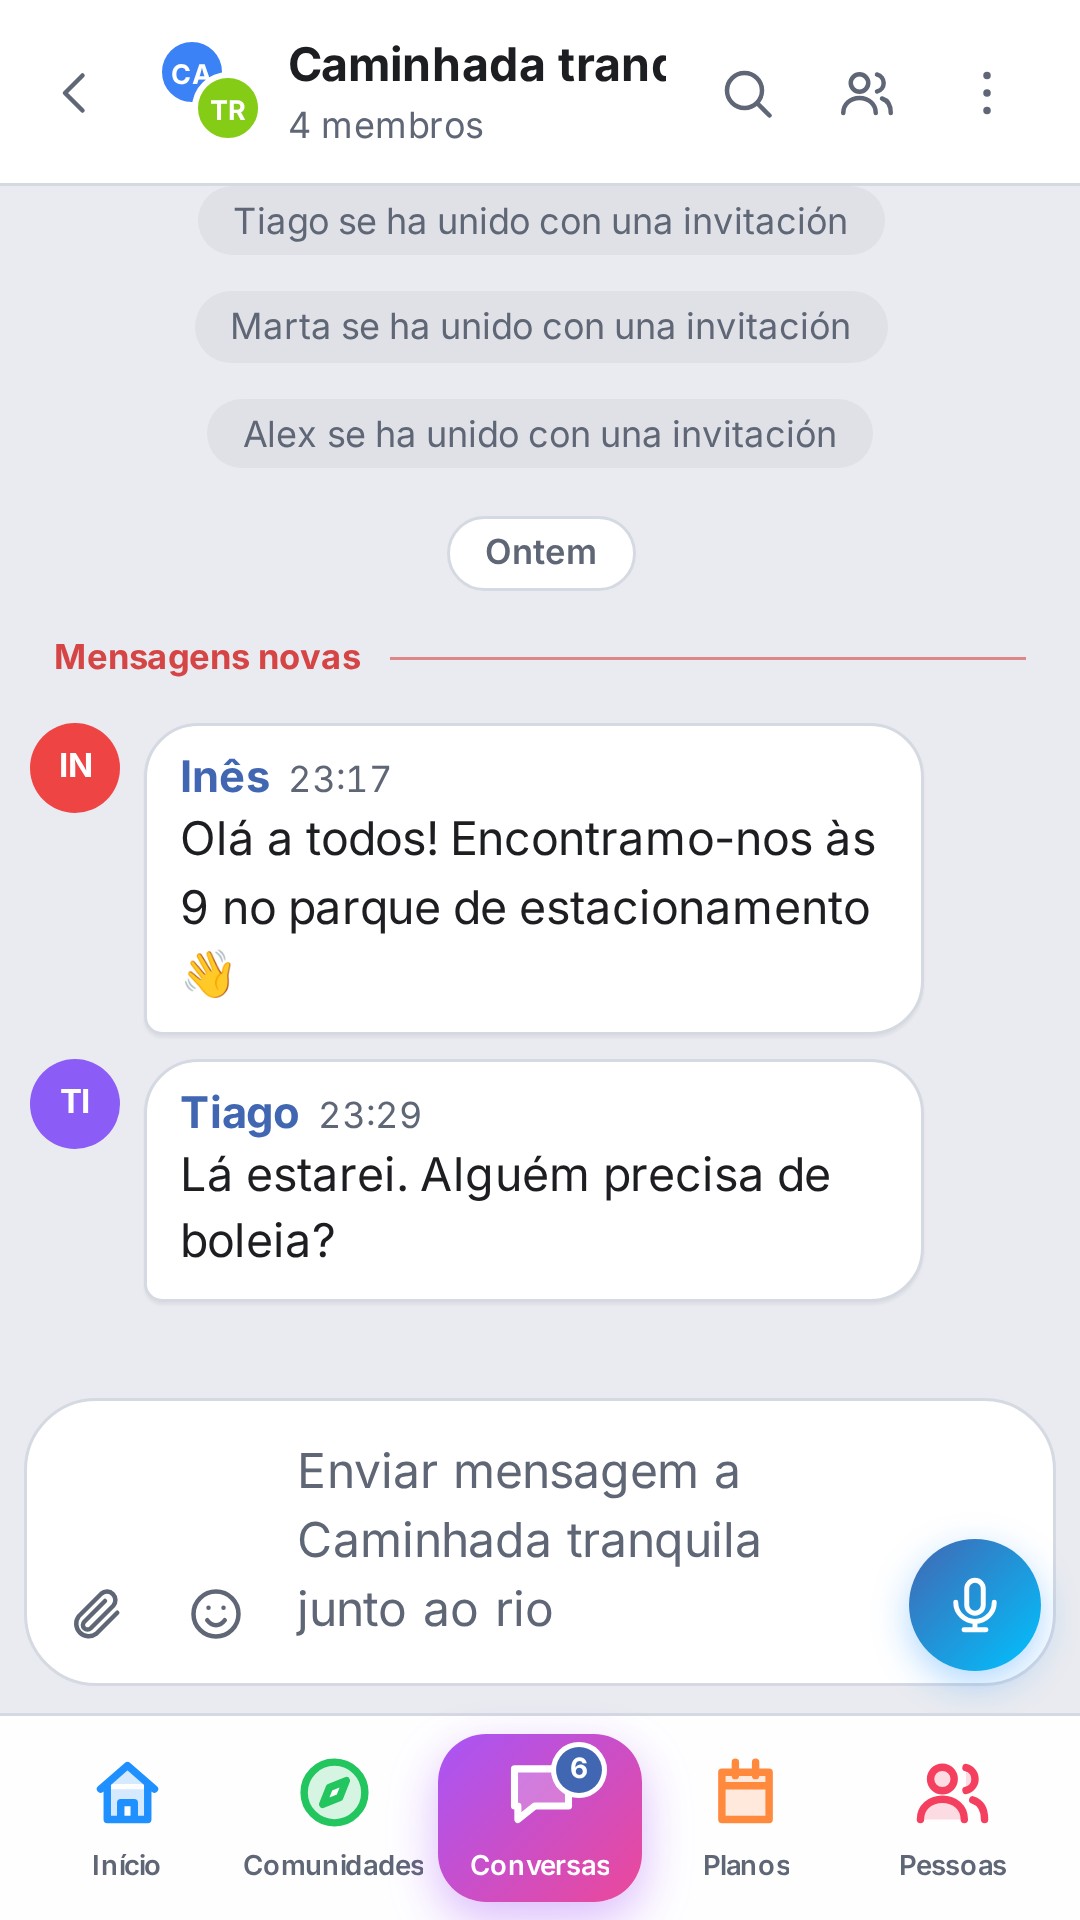 CA
TR
Caminhada tranq
4 membros
Tiago se ha unido con una invitación
Marta se ha unido con una invitación
Alex se ha unido con una invitación
Ontem
Mensagens novas
IN
Inês 23:17
Olá a todos! Encontramo-nos às
9 no parque de estacionamento
👋
TI
Tiago 23:29
Lá estarei. Alguém precisa de
boleia?
Enviar mensagem a
Caminhada tranquila
junto ao rio
6
Início
Comunidades
Conversas
Planos
Pessoas